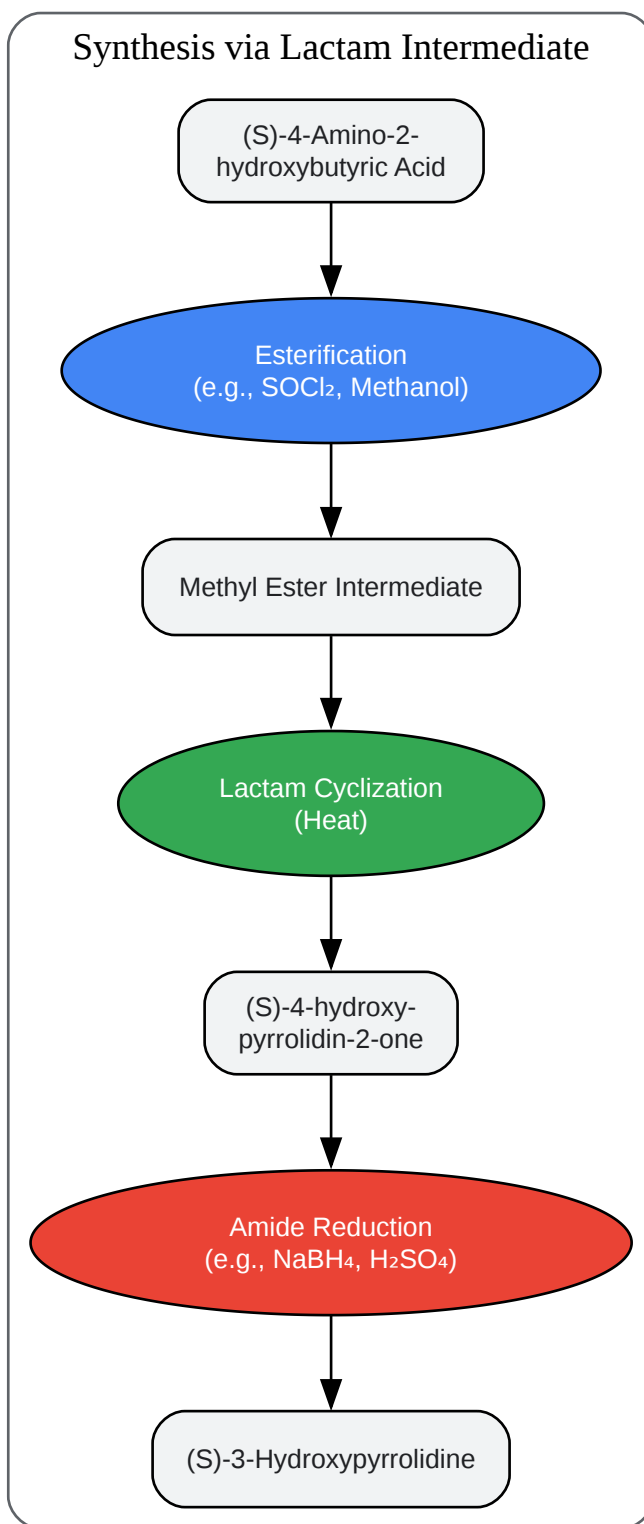 Synthesis via Lactam Intermediate
(S)-4-Amino-2-
hydroxybutyric Acid
Esterification
(e.g., SOCl₂, Methanol)
Methyl Ester Intermediate
Lactam Cyclization
(Heat)
(S)-4-hydroxy-
pyrrolidin-2-one
Amide Reduction
(e.g., NaBH₄, H₂SO₄)
(S)-3-Hydroxypyrrolidine